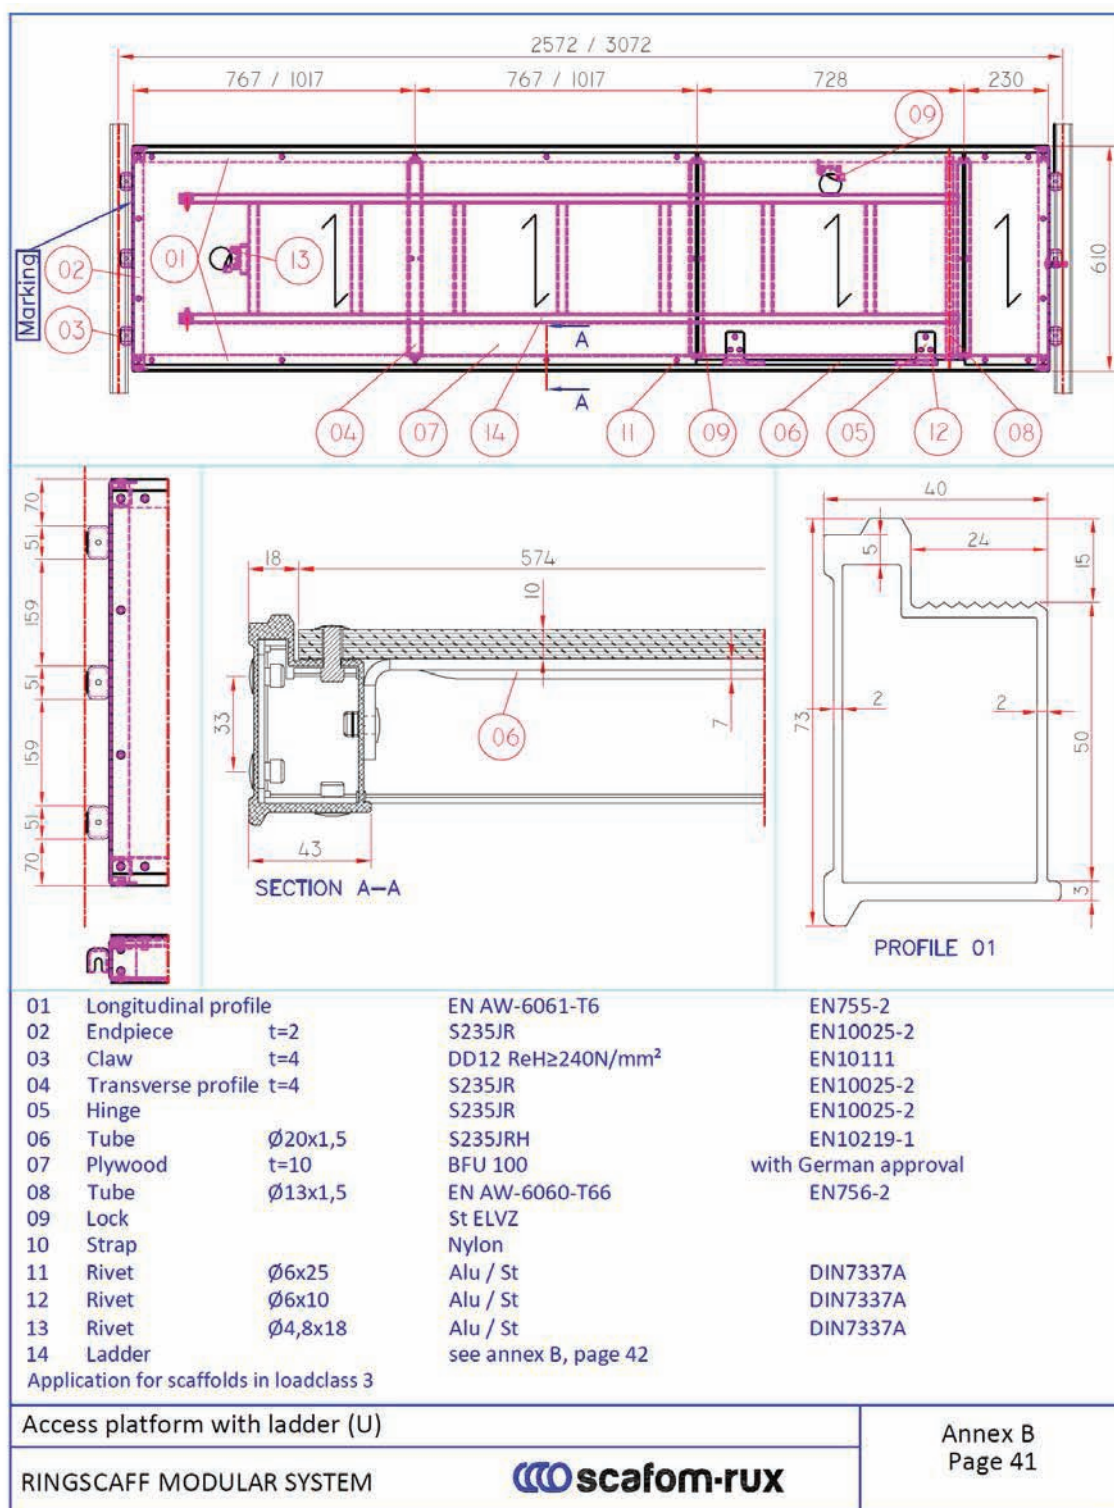 2572 / 3072
767 / 1017 767 / 1017 728 230
09
01 13
02
03
Marking
610
A
A
04 07 14 11 09 06 05 12 08
70
51
159
51
159
51
70
18 574
10
33
06
7
43
SECTION A–A
40
5 24 15
73 2 2 50
3
PROFILE 01
01 Longitudinal profile EN AW-6061-T6 EN755-2
02 Endpiece t=2 S235JR EN10025-2
03 Claw t=4 DD12 ReH≥240N/mm² EN10111
04 Transverse profile t=4 S235JR EN10025-2
05 Hinge S235JR EN10025-2
06 Tube Ø20x1,5 S235JRH EN10219-1
07 Plywood t=10 BFU 100 with German approval
08 Tube Ø13x1,5 EN AW-6060-T66 EN756-2
09 Lock St ELVZ
10 Strap Nylon
11 Rivet Ø6x25 Alu / St DIN7337A
12 Rivet Ø6x10 Alu / St DIN7337A
13 Rivet Ø4,8x18 Alu / St DIN7337A
14 Ladder see annex B, page 42
Application for scaffolds in loadclass 3
Access platform with ladder (U)
RINGSCAFF MODULAR SYSTEM scafom-rux
Annex B
Page 41